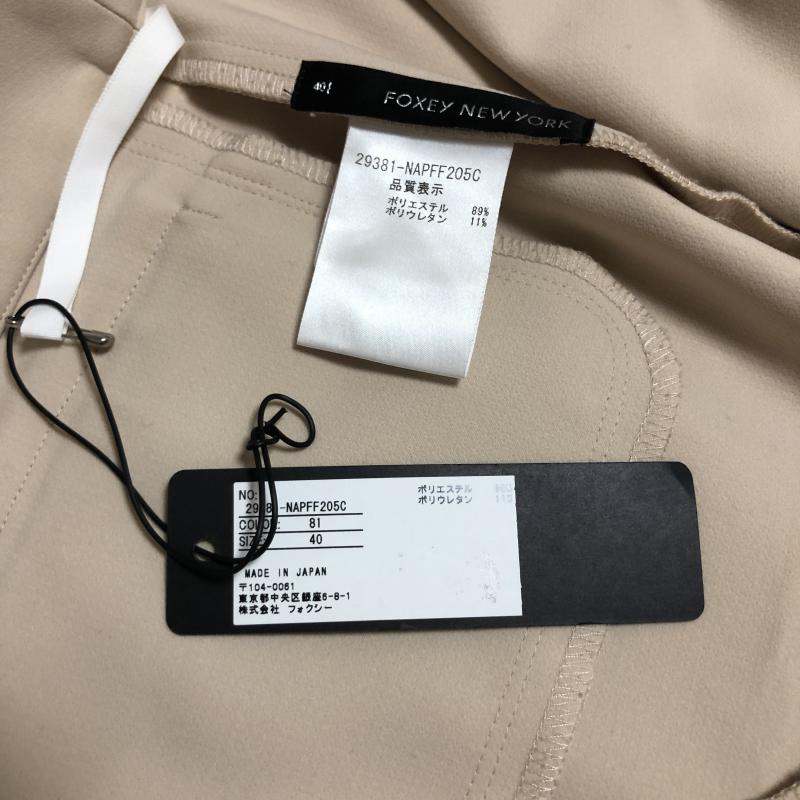 40
FOXEY NEW YORK
29381-NAPFF205C
品質表示
ポリエステル 89%
ポリウレタン 11%
NO:
29381-NAPFF205C
COLOR: 81
SIZE: 40
MADE IN JAPAN
〒104-0061
東京都中央区銀座6-8-1
株式会社 フォクシー
ポリエステル
ポリウレタン